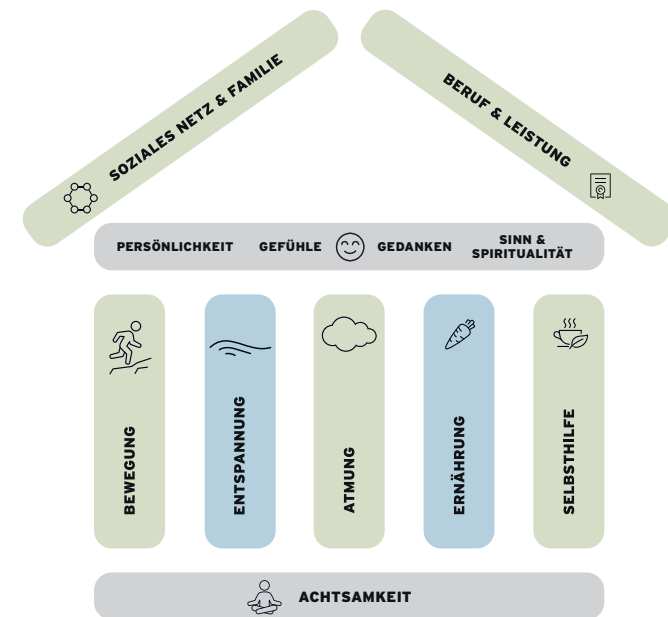 SOZIALES NETZ & FAMILIE
BERUF & LEISTUNG
PERSÖNLICHKEIT
GEFÜHLE
GEDANKEN
SINN &
SPIRITUALITÄT
BEWEGUNG
ENTSPANNUNG
ATMUNG
ERNÄHRUNG
SELBSTHILFE
ACHTSAMKEIT